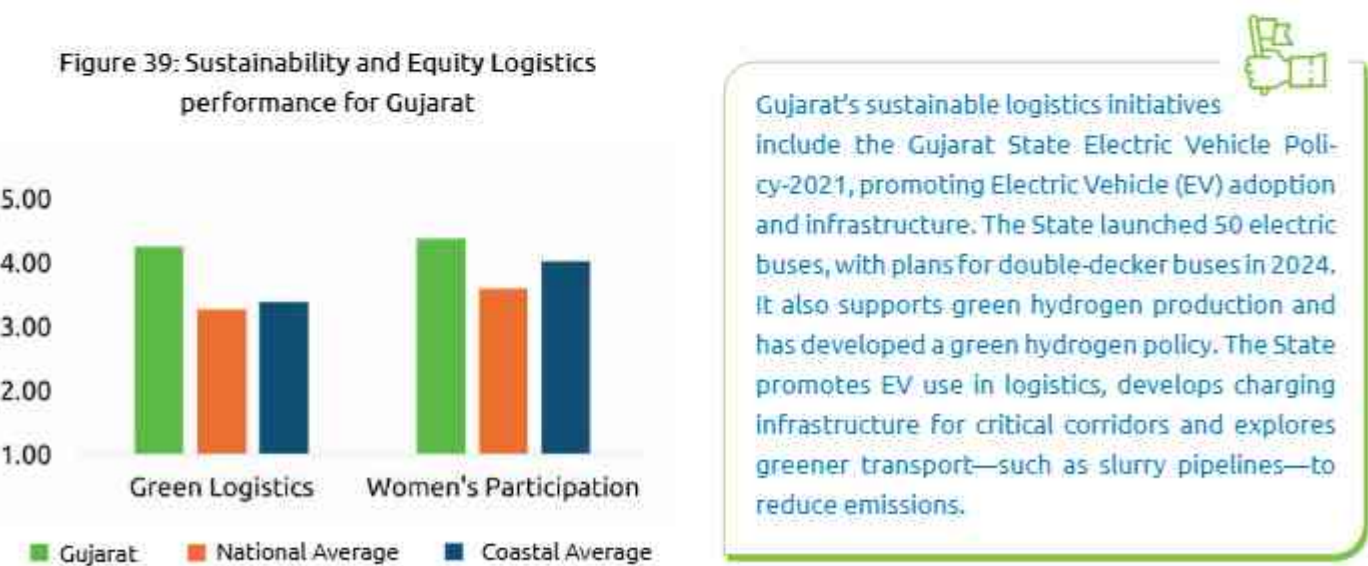 Figure 39: Sustainability and Equity Logistics
performance for Gujarat
5.00
4.00
3.00
2.00
1.00
Green Logistics
Women's Participation
Gujarat
National Average
Coastal Average
Gujarat's sustainable logistics initiatives
include the Gujarat State Electric Vehicle Poli-
cy-2021, promoting Electric Vehicle (EV) adoption
and infrastructure. The State launched 50 electric
buses, with plans for double-decker buses in 2024.
It also supports green hydrogen production and
has developed a green hydrogen policy. The State
promotes EV use in logistics, develops charging
infrastructure for critical corridors and explores
greener transport—such as slurry pipelines—to
reduce emissions.